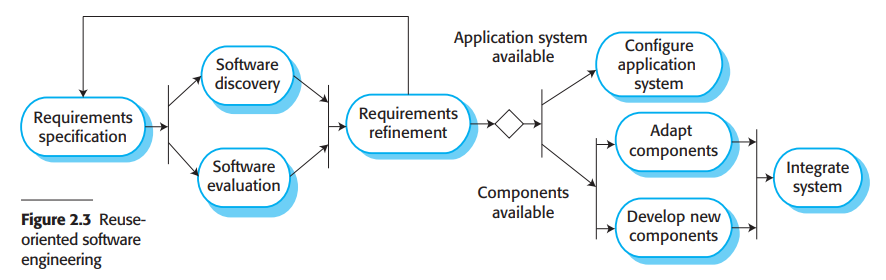 Requirements
specification
Software
discovery
Software
evaluation
Requirements
refinement
Application system
available
Configure
application
system
Components
available
Adapt
components
Develop new
components
Integrate
system
Figure 2.3 Reuse-
oriented software
engineering